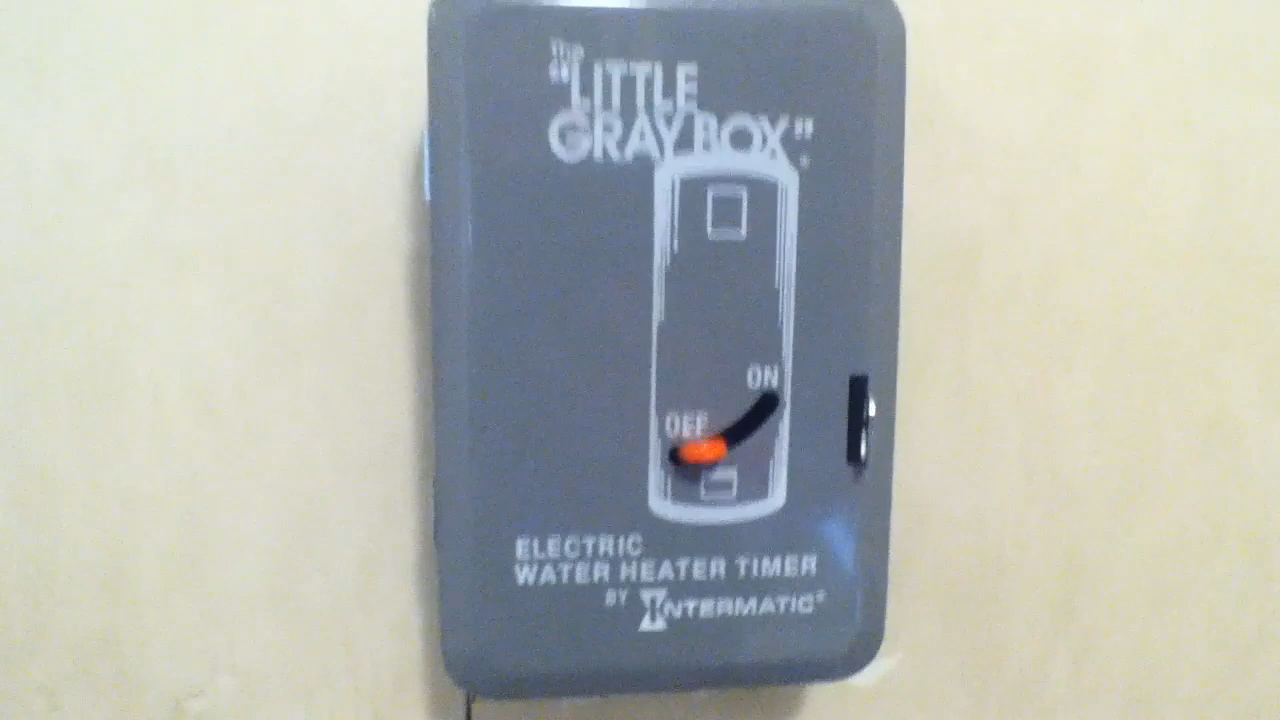 The
"LITTLE
GRAY BOX"®
ON
OFF
ELECTRIC
WATER HEATER TIMER
BY INTERMATIC®